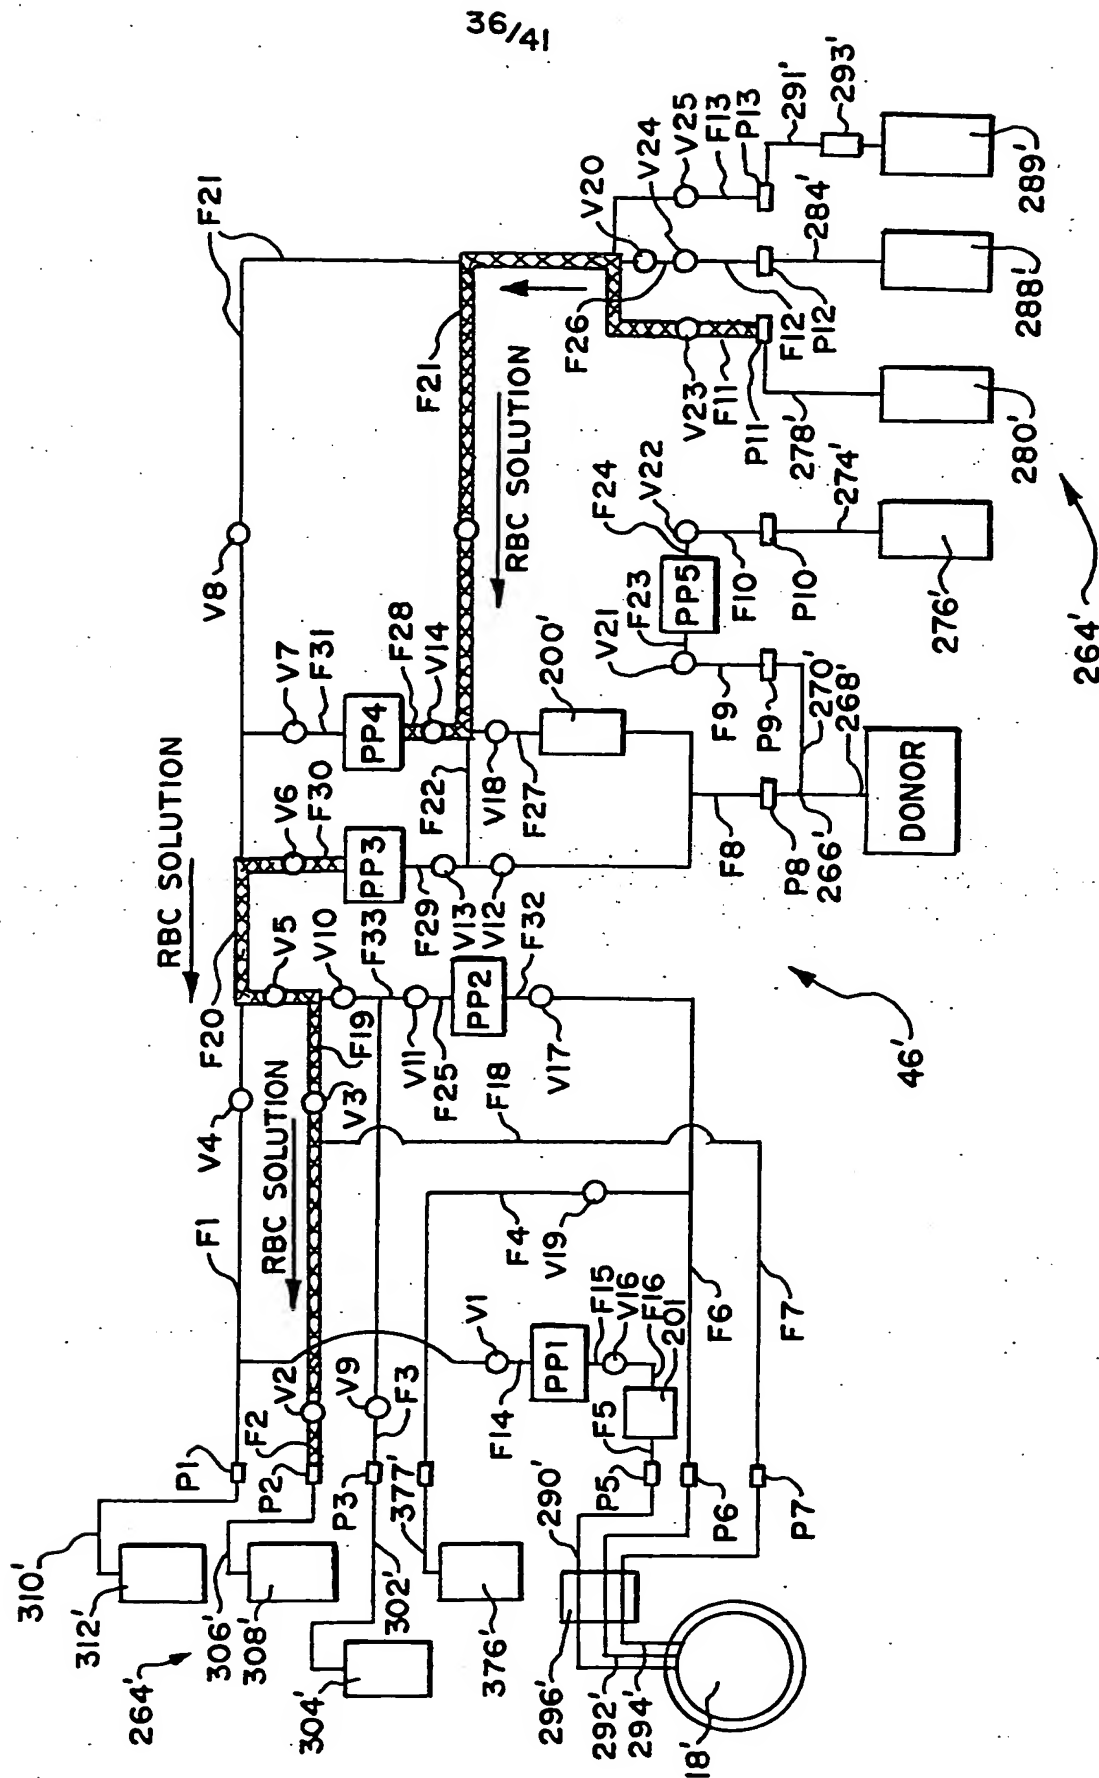 36/41
310'
312'
264'
306'
308'
304'
302'
377'
376'
296'
290'
292'
294'
18'
P1
P2
P3
P5
P6
P7
F1
F2
V2
V9
F3
V1
F14
PP1
F15
V16
F16
201
F5
F4
V19
F6
F7
F18
V4
RBC SOLUTION
V3
F19
F20
RBC SOLUTION
V5
V10
F33
V11
F25
PP2
F32
V17
V6
F30
PP3
F29
V13
V12
F22
V7
F31
PP4
F28
V14
V18
F27
200'
V8
F21
F21
RBC SOLUTION
F8
P8
266'
268'
270'
DONOR
V21
F23
PP5
F24
V22
F9
P9
F10
P10
274'
276'
F26
V20
V24
V25
V23
F11
P11
278'
280'
F12
P12
284'
288'
F13
P13
291'
293'
289'
46'
264'